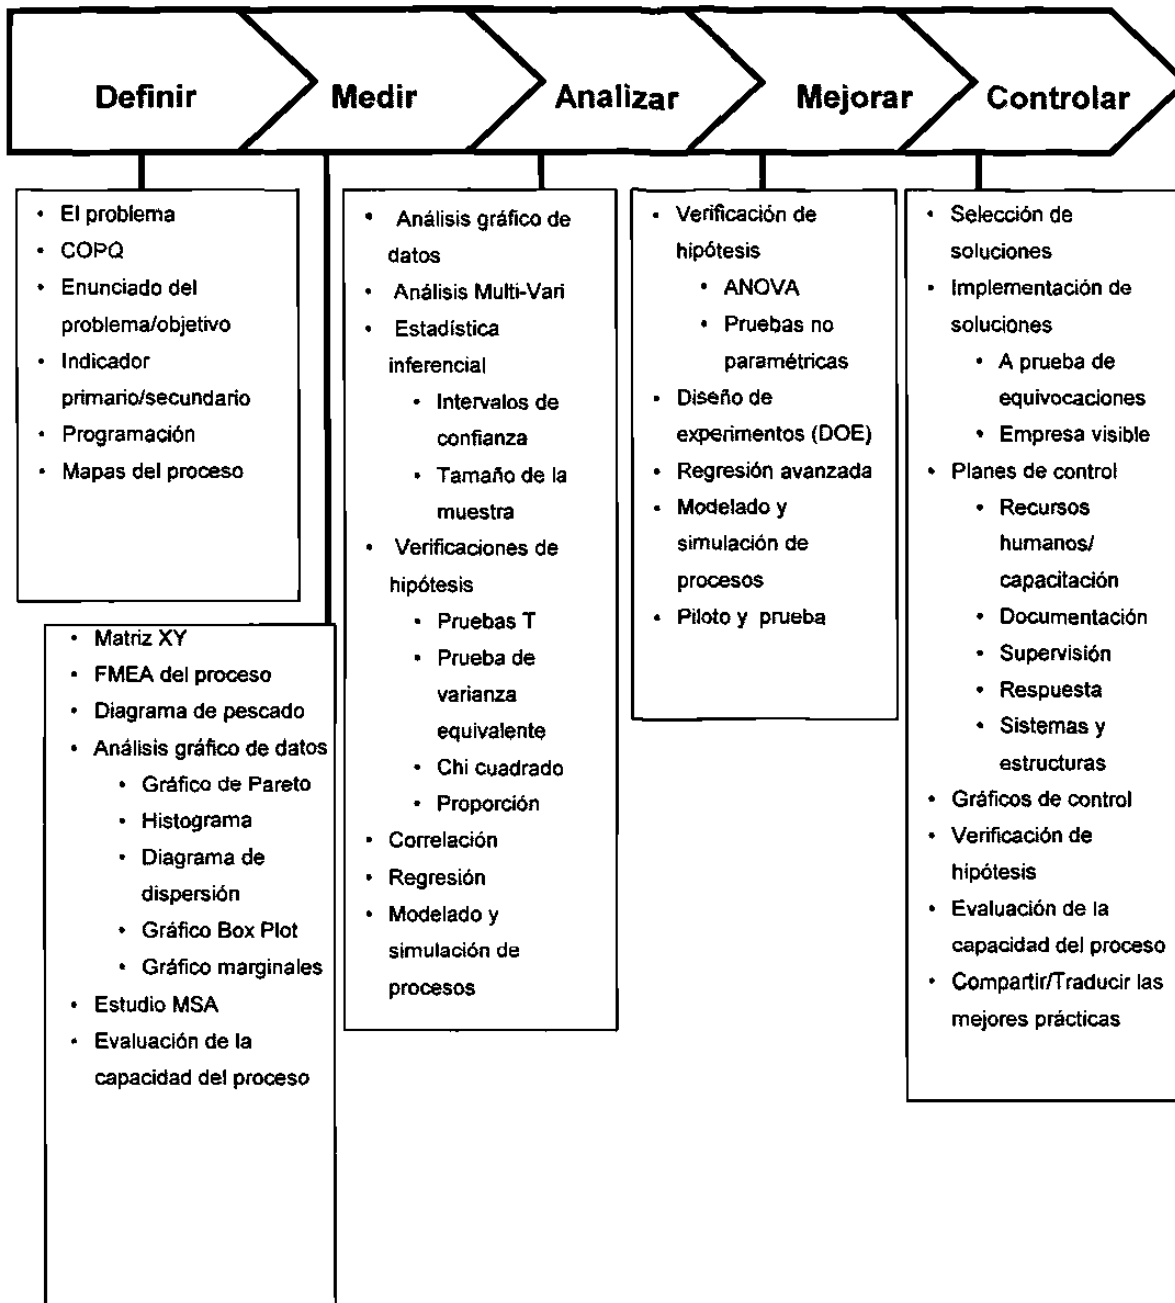 Definir
Medir
Analizar
Mejorar
Controlar
• El problema
• COPQ
• Enunciado del
problema/objetivo
• Indicador
primario/secundario
• Programación
• Mapas del proceso
• Matriz XY
• FMEA del proceso
• Diagrama de pescado
• Análisis gráfico de datos
• Gráfico de Pareto
• Histograma
• Diagrama de
dispersión
• Gráfico Box Plot
• Gráfico marginales
• Estudio MSA
• Evaluación de la
capacidad del proceso
• Análisis gráfico de
datos
• Análisis Multi-Vari
• Estadística
inferencial
• Intervalos de
confianza
• Tamaño de la
muestra
• Verificaciones de
hipótesis
• Pruebas T
• Prueba de
varianza
equivalente
• Chi cuadrado
• Proporción
• Correlación
• Regresión
• Modelado y
simulación de
procesos
• Verificación de
hipótesis
• ANOVA
• Pruebas no
paramétricas
• Diseño de
experimentos (DOE)
• Regresión avanzada
• Modelado y
simulación de
procesos
• Piloto y prueba
• Selección de
soluciones
• Implementación de
soluciones
• A prueba de
equivocaciones
• Empresa visible
• Planes de control
• Recursos
humanos/
capacitación
• Documentación
• Supervisión
• Respuesta
• Sistemas y
estructuras
• Gráficos de control
• Verificación de
hipótesis
• Evaluación de la
capacidad del proceso
• Compartir/Traducir las
mejores prácticas